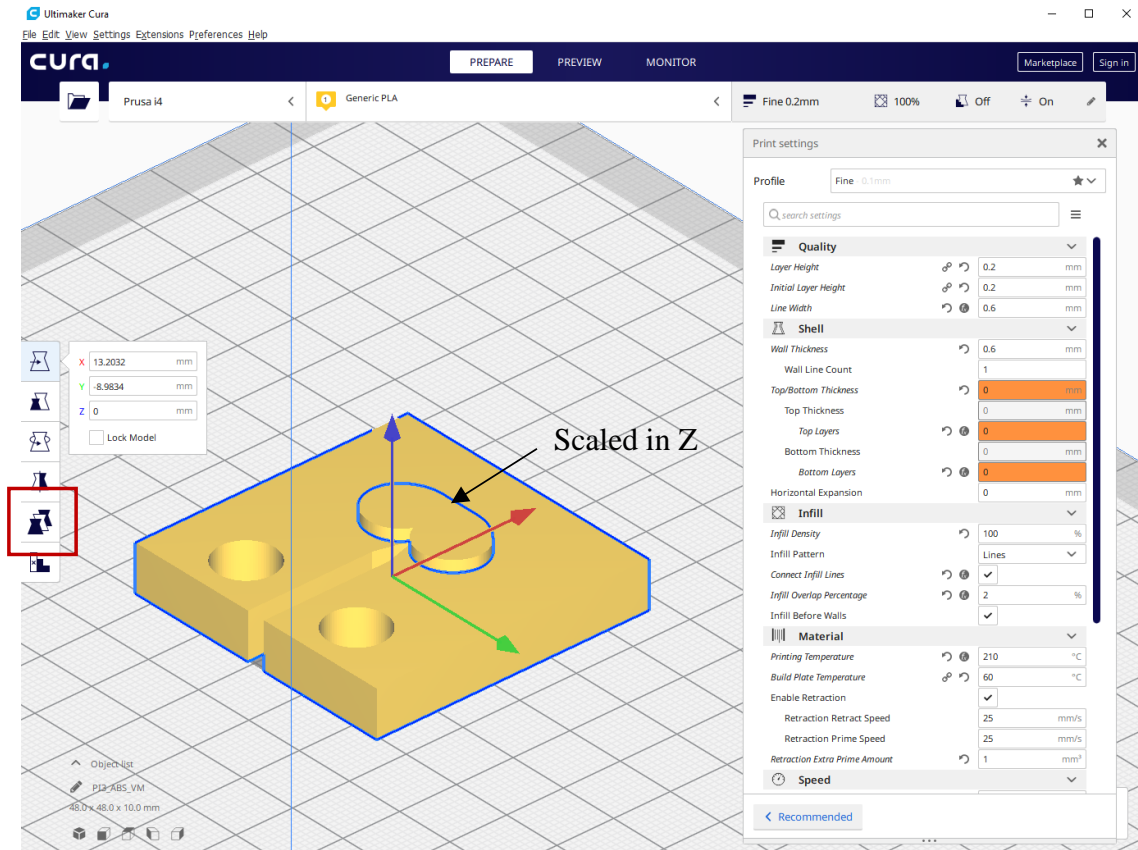 Ultimaker Cura
File Edit View Settings Extensions Preferences Help
cura.
PREPARE PREVIEW MONITOR
Marketplace Sign in
Prusa i4
1 Generic PLA
Fine 0.2mm 100% Off On
Print settings
Profile Fine - 0.1mm
search settings
Quality
Layer Height 0.2 mm
Initial Layer Height 0.2 mm
Line Width 0.6 mm
Shell
Wall Thickness 0.6 mm
Wall Line Count 1
Top/Bottom Thickness 0 mm
Top Thickness 0 mm
Top Layers 0
Bottom Thickness 0 mm
Bottom Layers 0
Horizontal Expansion 0 mm
Infill
Infill Density 100 %
Infill Pattern Lines
Connect Infill Lines
Infill Overlap Percentage 2 %
Infill Before Walls
Material
Printing Temperature 210 °C
Build Plate Temperature 60 °C
Enable Retraction
Retraction Retract Speed 25 mm/s
Retraction Prime Speed 25 mm/s
Retraction Extra Prime Amount 1 mm³
Speed
Recommended
X 13.2032 mm
Y -8.9834 mm
Z 0 mm
Lock Model
Scaled in Z
Object list
PI3_ABS_VM
48.0 x 48.0 x 10.0 mm